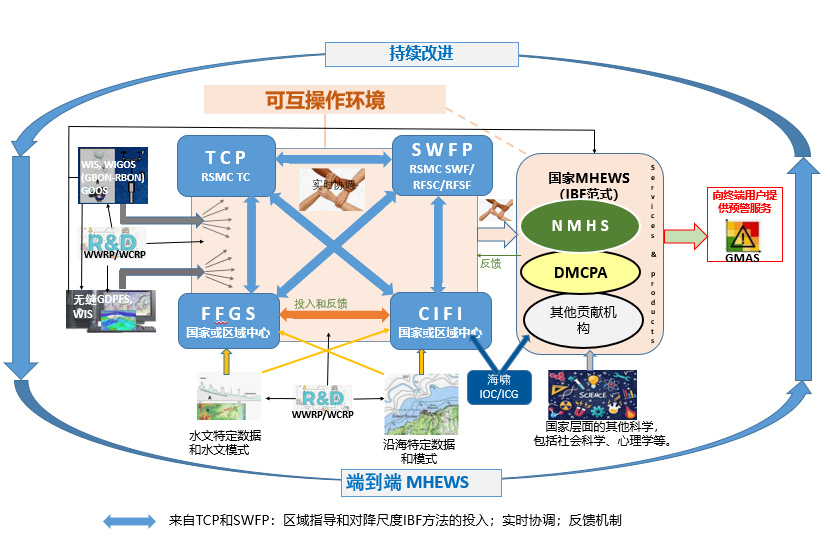 持续改进
可互操作环境
WIS, WIGOS
(GBON-RBON)
GOOS
TCP
RSMC TC
SWFP
RSMC SWF/
RFSC/RFSF
实时协调
国家MHEWS
（IBF范式）
Services & products
NMHS
DMCPA
其他贡献机
构
向终端用户提
供预警服务
GMAS
R&D
WWRP/WCRP
反馈
无缝GDPFS,
WIS
FFGS
国家或区域中心
投入和反馈
CIFI
国家或区域中心
海啸
IOC/ICG
SCIENCE
R&D
WWRP/WCRP
水文特定数据
和水文模式
沿海特定数据
和模式
国家层面的其他科学，
包括社会科学、心理学等。
端到端 MHEWS
来自TCP和SWFP：区域指导和对降尺度IBF方法的投入；实时协调；反馈机制